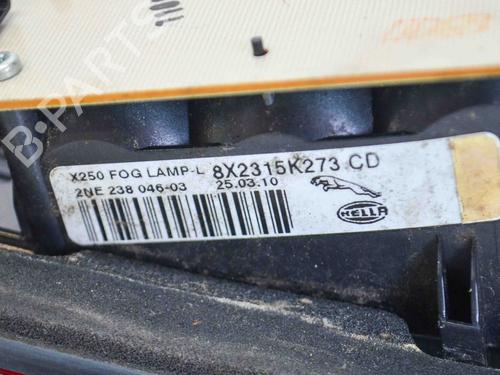 B-PARTS
X250 FOG LAMP-L 8X2315K273 CD
2NE 238 046-03 25.03.10
HELLA